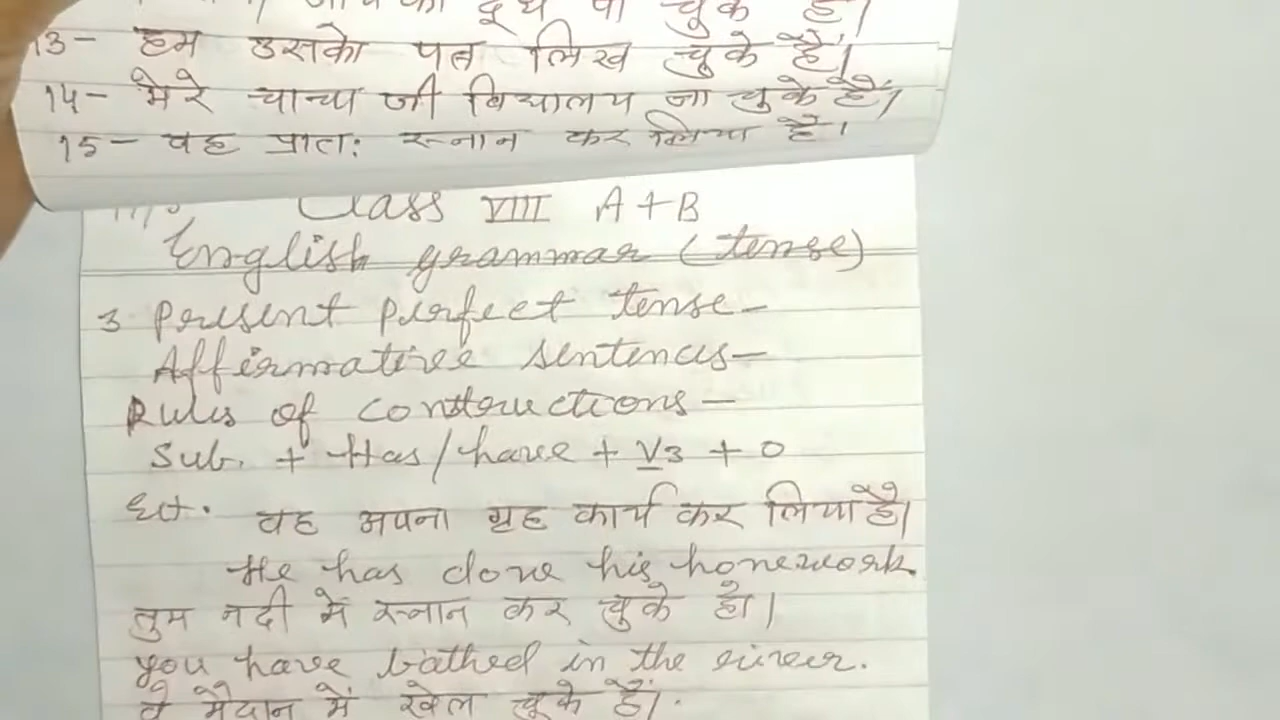 दूध पी चुके हैं।
13- हम उसको पत्र लिख चुके हैं।
14- मेरे चाचा जी विद्यालय जा चुके हैं।
15- वह प्रात: स्नान कर लिया है।
Class VIII A+B
English grammar (tense)
3 Present perfect tense-
Affirmative sentences-
Rules of constructions-
Sub. + Has/have + V3 + O
Ex. वह अपना ग्रह कार्य कर लिया है।
He has done his homework.
तुम नदी में स्नान कर चुके हो।
you have bathed in the river.
वे मैदान में खेल चूके हैं।